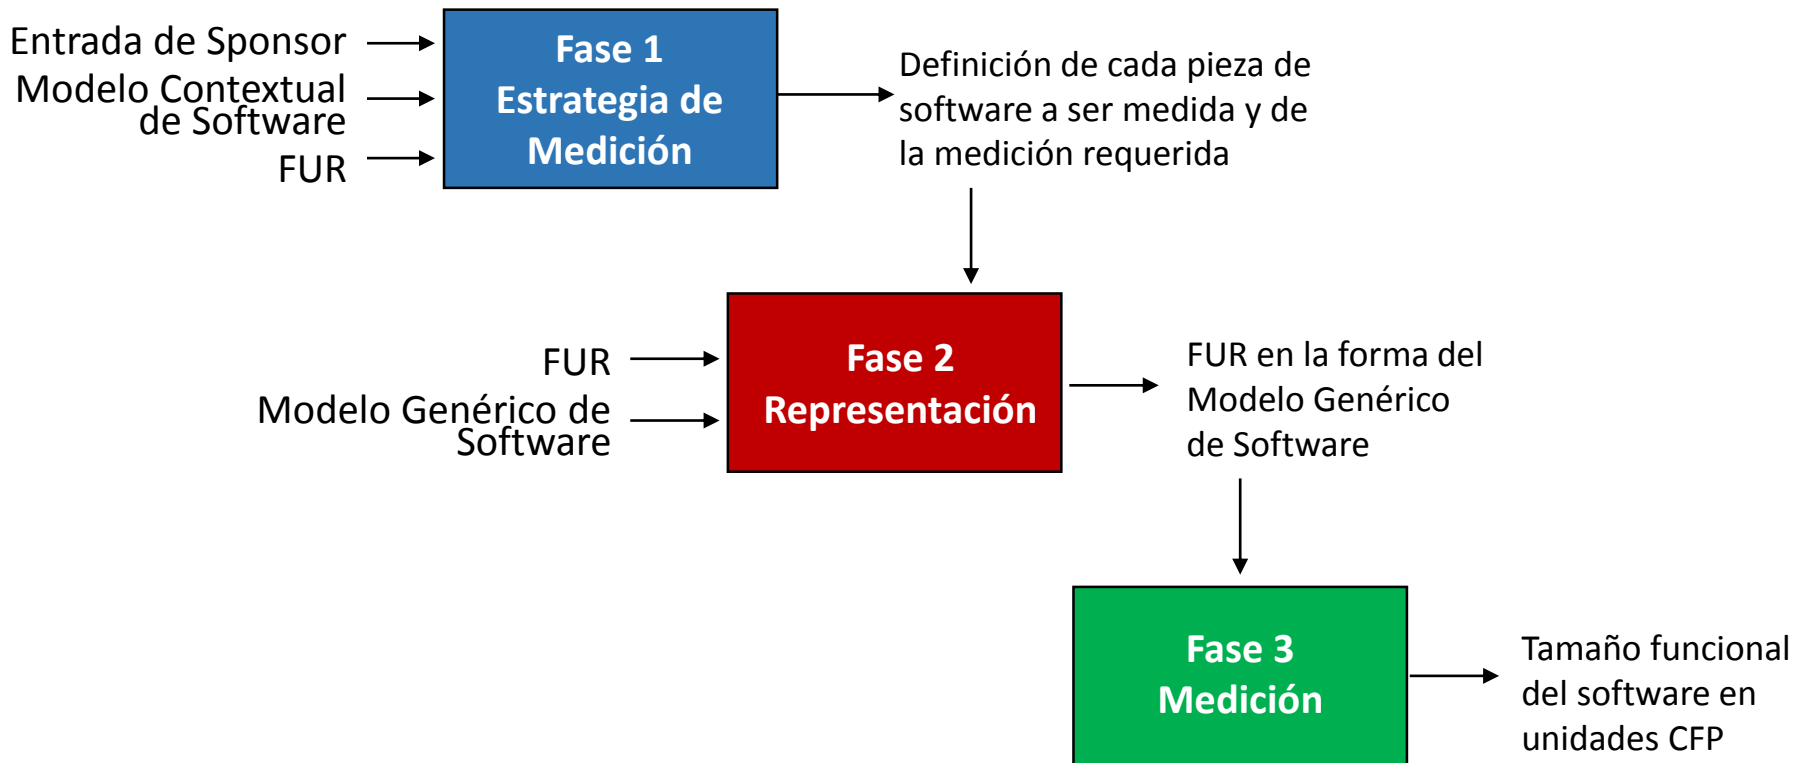 Entrada de Sponsor
Modelo Contextual
de Software
FUR
Fase 1
Estrategia de
Medición
Definición de cada pieza de
software a ser medida y de
la medición requerida
FUR
Modelo Genérico de
Software
Fase 2
Representación
FUR en la forma del
Modelo Genérico
de Software
Fase 3
Medición
Tamaño funcional
del software en
unidades CFP